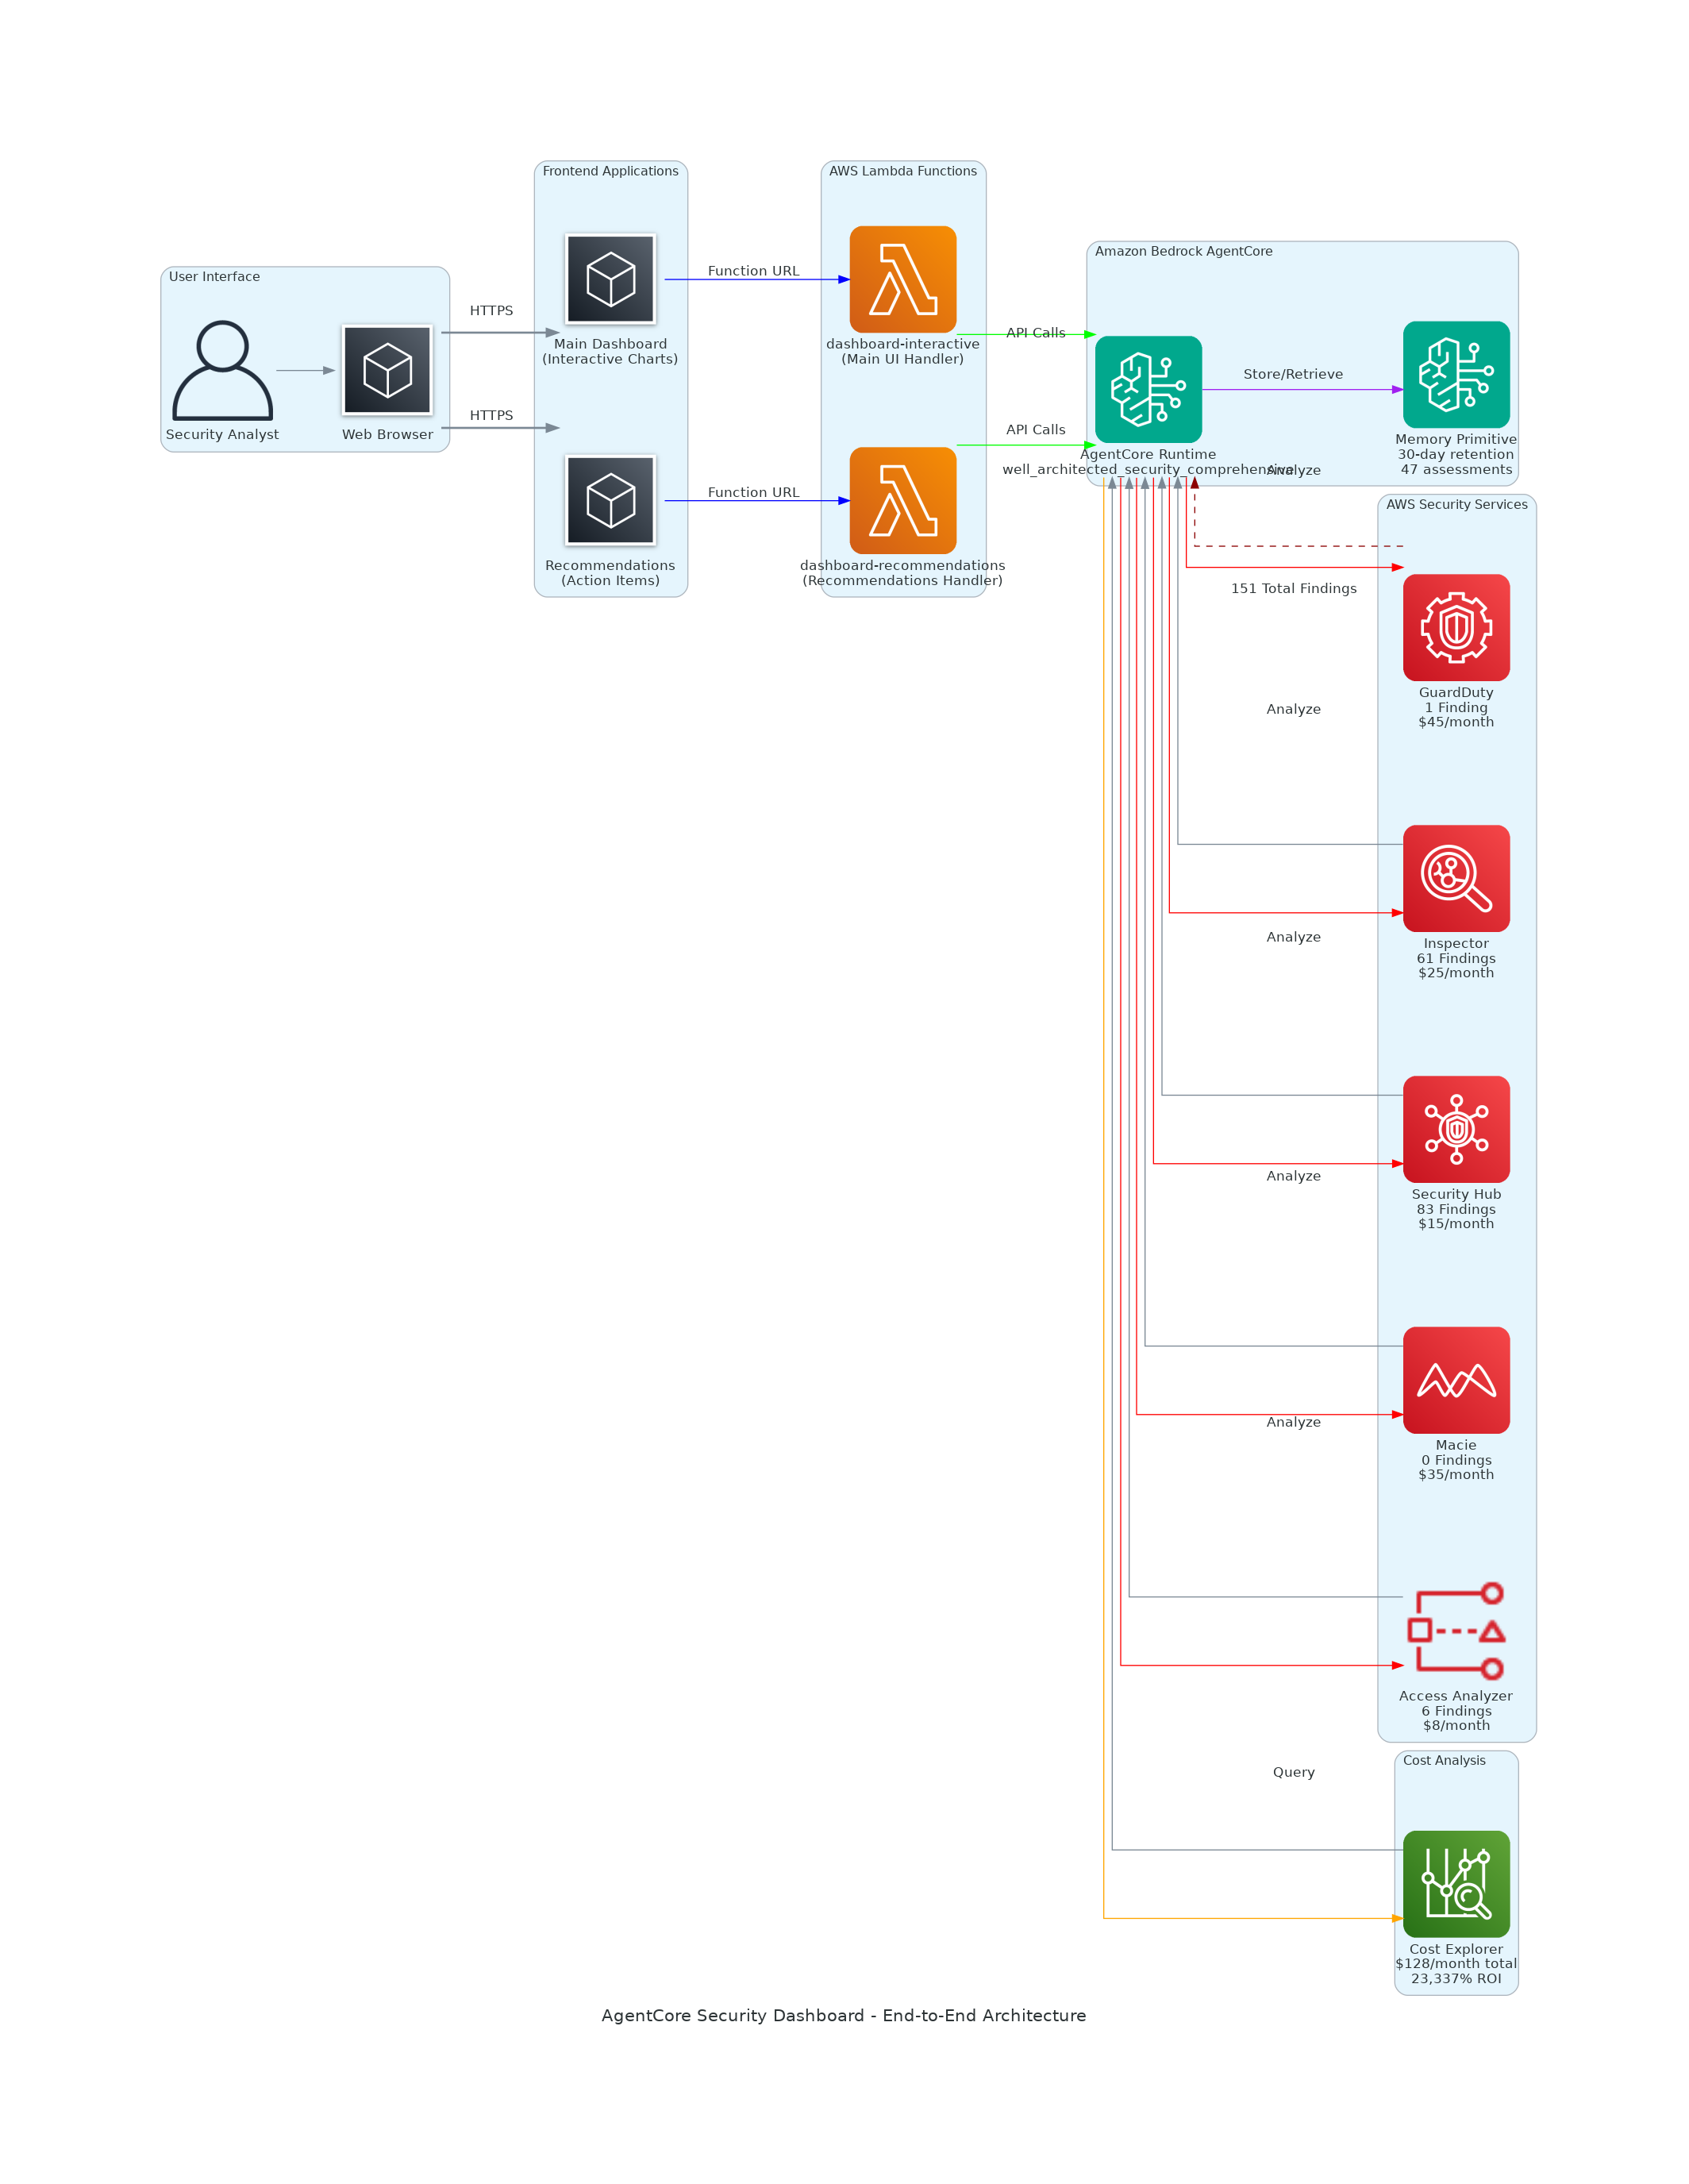 User Interface
Security Analyst
Web Browser
HTTPS
HTTPS
Frontend Applications
Main Dashboard
(Interactive Charts)
Recommendations
(Action Items)
Function URL
Function URL
AWS Lambda Functions
dashboard-interactive
(Main UI Handler)
dashboard-recommendations
(Recommendations Handler)
API Calls
API Calls
Amazon Bedrock AgentCore
AgentCore Runtime
well_architected_security_comprehensive
Store/Retrieve
Memory Primitive
30-day retention
47 assessments
Analyze
AWS Security Services
151 Total Findings
GuardDuty
1 Finding
$45/month
Analyze
Inspector
61 Findings
$25/month
Analyze
Security Hub
83 Findings
$15/month
Analyze
Macie
0 Findings
$35/month
Analyze
Access Analyzer
6 Findings
$8/month
Cost Analysis
Query
Cost Explorer
$128/month total
23,337% ROI
AgentCore Security Dashboard - End-to-End Architecture